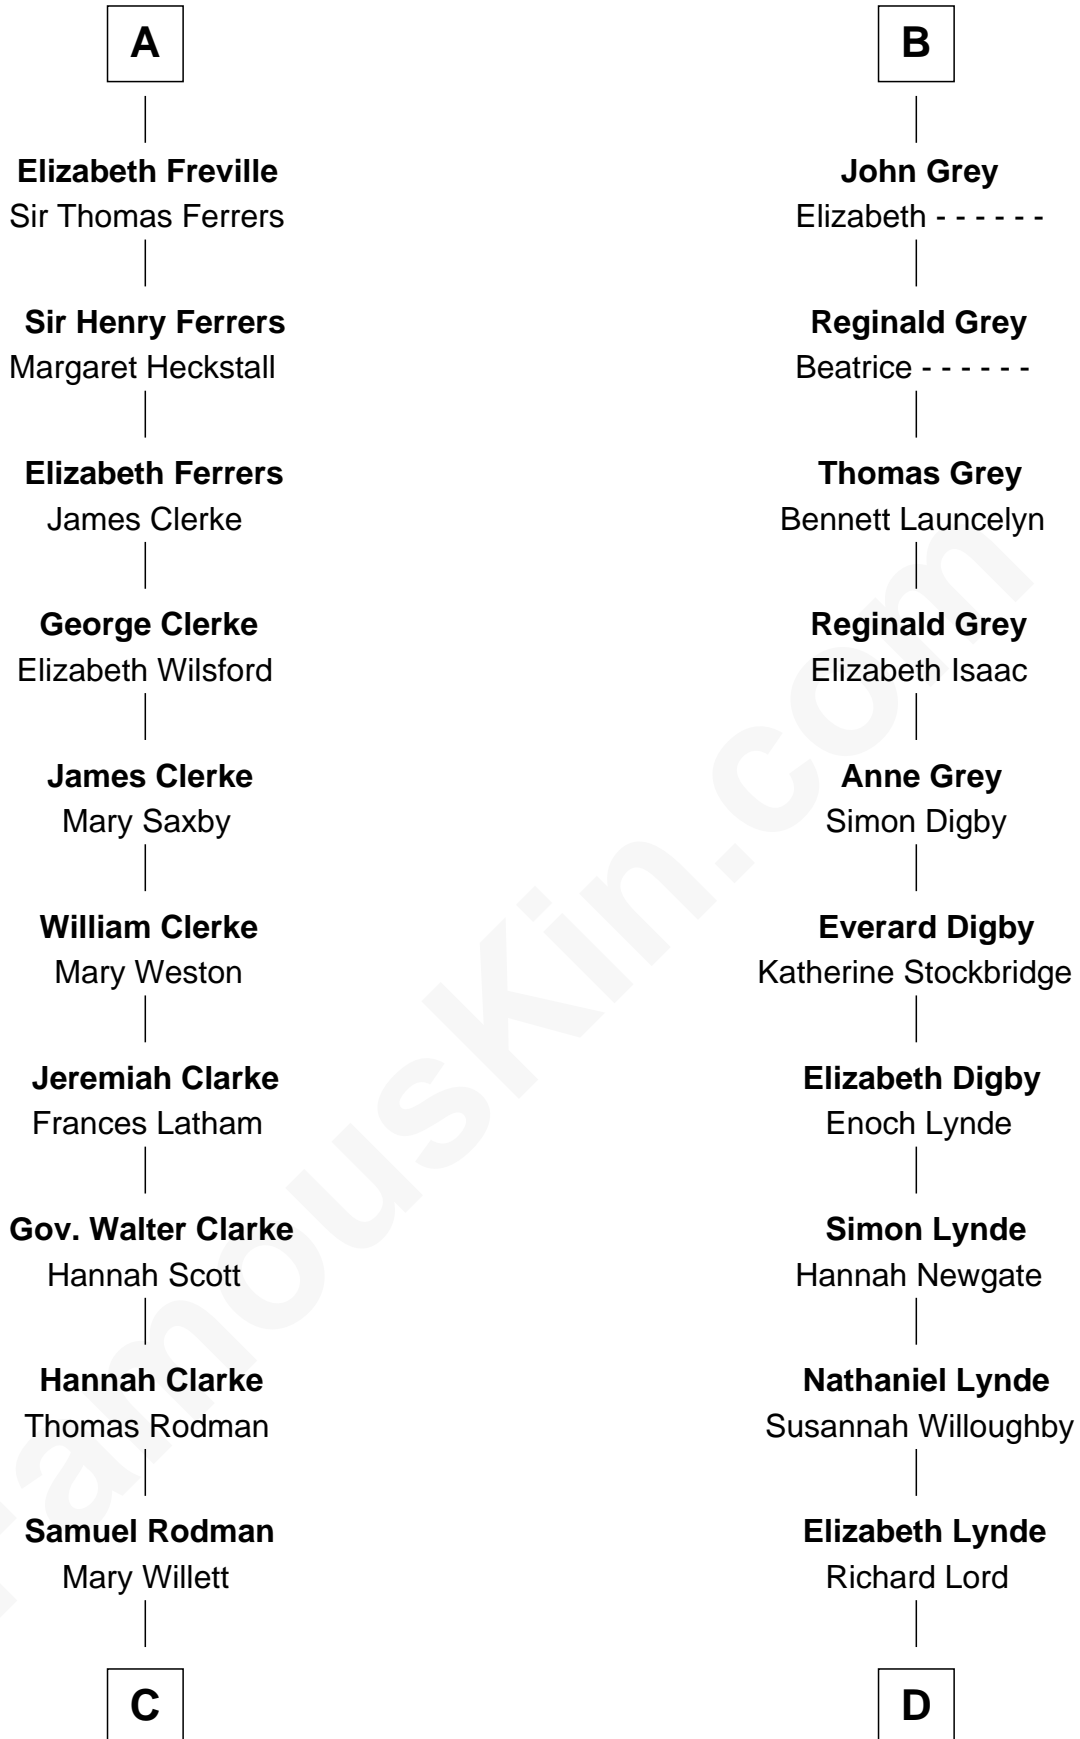 A
Elizabeth Freville
Sir Thomas Ferrers
Sir Henry Ferrers
Margaret Heckstall
Elizabeth Ferrers
James Clerke
George Clerke
Elizabeth Wilsford
James Clerke
Mary Saxby
William Clerke
Mary Weston
Jeremiah Clarke
Frances Latham
Gov. Walter Clarke
Hannah Scott
Hannah Clarke
Thomas Rodman
Samuel Rodman
Mary Willett
C
B
John Grey
Elizabeth - - - - - -
Reginald Grey
Beatrice - - - - - -
Thomas Grey
Bennett Launcelyn
Reginald Grey
Elizabeth Isaac
Anne Grey
Simon Digby
Everard Digby
Katherine Stockbridge
Elizabeth Digby
Enoch Lynde
Simon Lynde
Hannah Newgate
Nathaniel Lynde
Susannah Willoughby
Elizabeth Lynde
Richard Lord
D
FamousKin.com